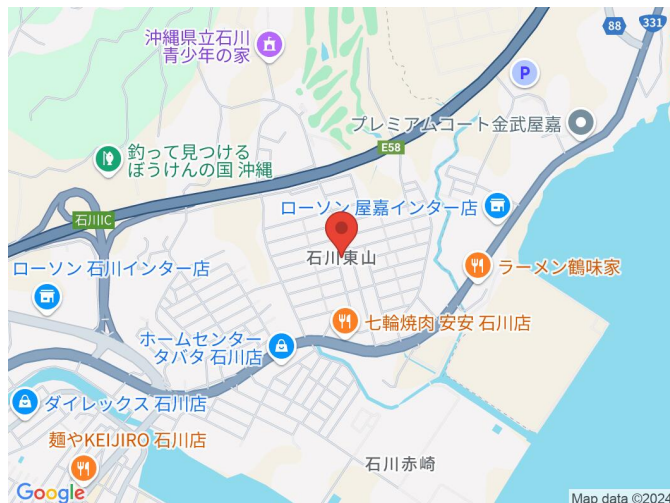 沖縄県立石川
青少年の家
88
331
P
プレミアムコート金武屋嘉
釣って見つける
ぼうけんの国 沖縄
E58
ローソン 屋嘉インター店
石川IC
石川東山
ローソン 石川インター店
ラーメン鶴味家
七輪焼肉 安安 石川店
ホームセンター
タバタ 石川店
ダイレックス 石川店
麺やKEIJIRO 石川店
石川赤崎
Google
Map data ©2024